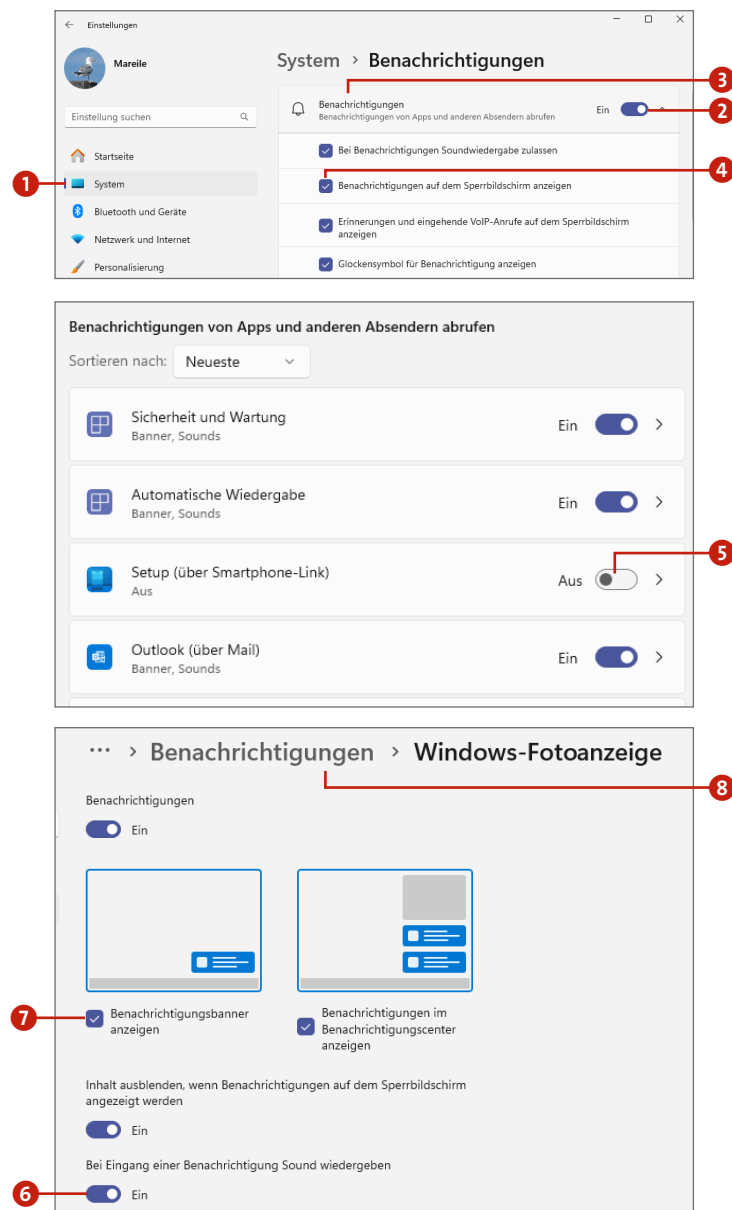 Einstellungen
Mareile
System > Benachrichtigungen
3
Benachrichtigungen
Benachrichtigungen von Apps und anderen Absendern abrufen
Ein
2
Einstellung suchen
Bei Benachrichtigungen Soundwiedergabe zulassen
Startseite
4
1
System
Benachrichtigungen auf dem Sperrbildschirm anzeigen
Bluetooth und Geräte
Erinnerungen und eingehende VoIP-Anrufe auf dem Sperrbildschirm
anzeigen
Netzwerk und Internet
Personalisierung
Glockensymbol für Benachrichtigung anzeigen
Benachrichtigungen von Apps und anderen Absendern abrufen
Sortieren nach: Neueste
Sicherheit und Wartung
Banner, Sounds
Ein
Automatische Wiedergabe
Banner, Sounds
Ein
5
Setup (über Smartphone-Link)
Aus
Aus
Outlook (über Mail)
Banner, Sounds
Ein
... > Benachrichtigungen > Windows-Fotoanzeige
8
Benachrichtigungen
Ein
7
Benachrichtigungsbanner
anzeigen
Benachrichtigungen im
Benachrichtigungscenter
anzeigen
Inhalt ausblenden, wenn Benachrichtigungen auf dem Sperrbildschirm
angezeigt werden
Ein
Bei Eingang einer Benachrichtigung Sound wiedergeben
6
Ein